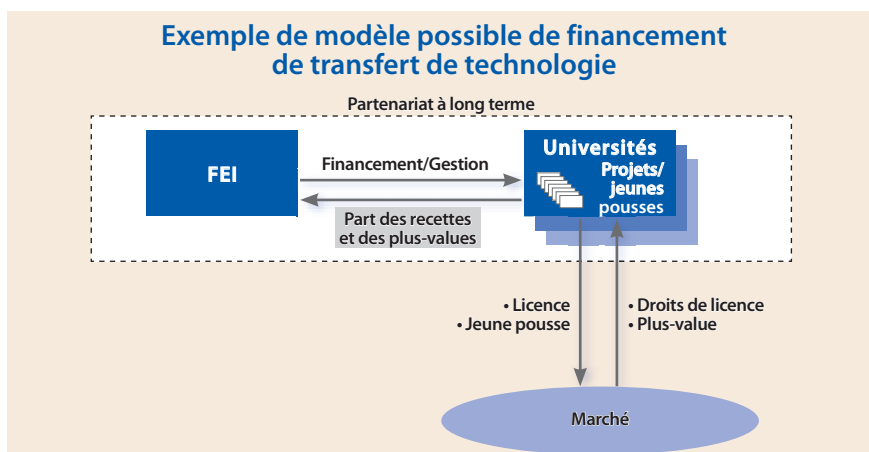 Exemple de modèle possible de financement
de transfert de technologie
Partenariat à long terme
FEI
Financement/Gestion
Part des recettes
et des plus-values
Universités
Projets/
jeunes
pousses
• Licence
• Jeune pousse
• Droits de licence
• Plus-value
Marché